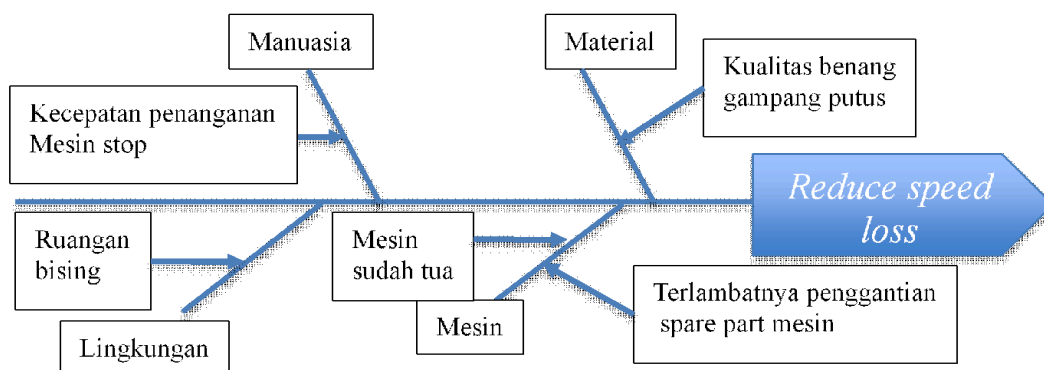 Manuasia
Material
Kualitas benang
gampang putus
Kecepatan penanganan
Mesin stop
Reduce speed
loss
Ruangan
bising
Mesin
sudah tua
Terlambatnya penggantian
spare part mesin
Mesin
Lingkungan